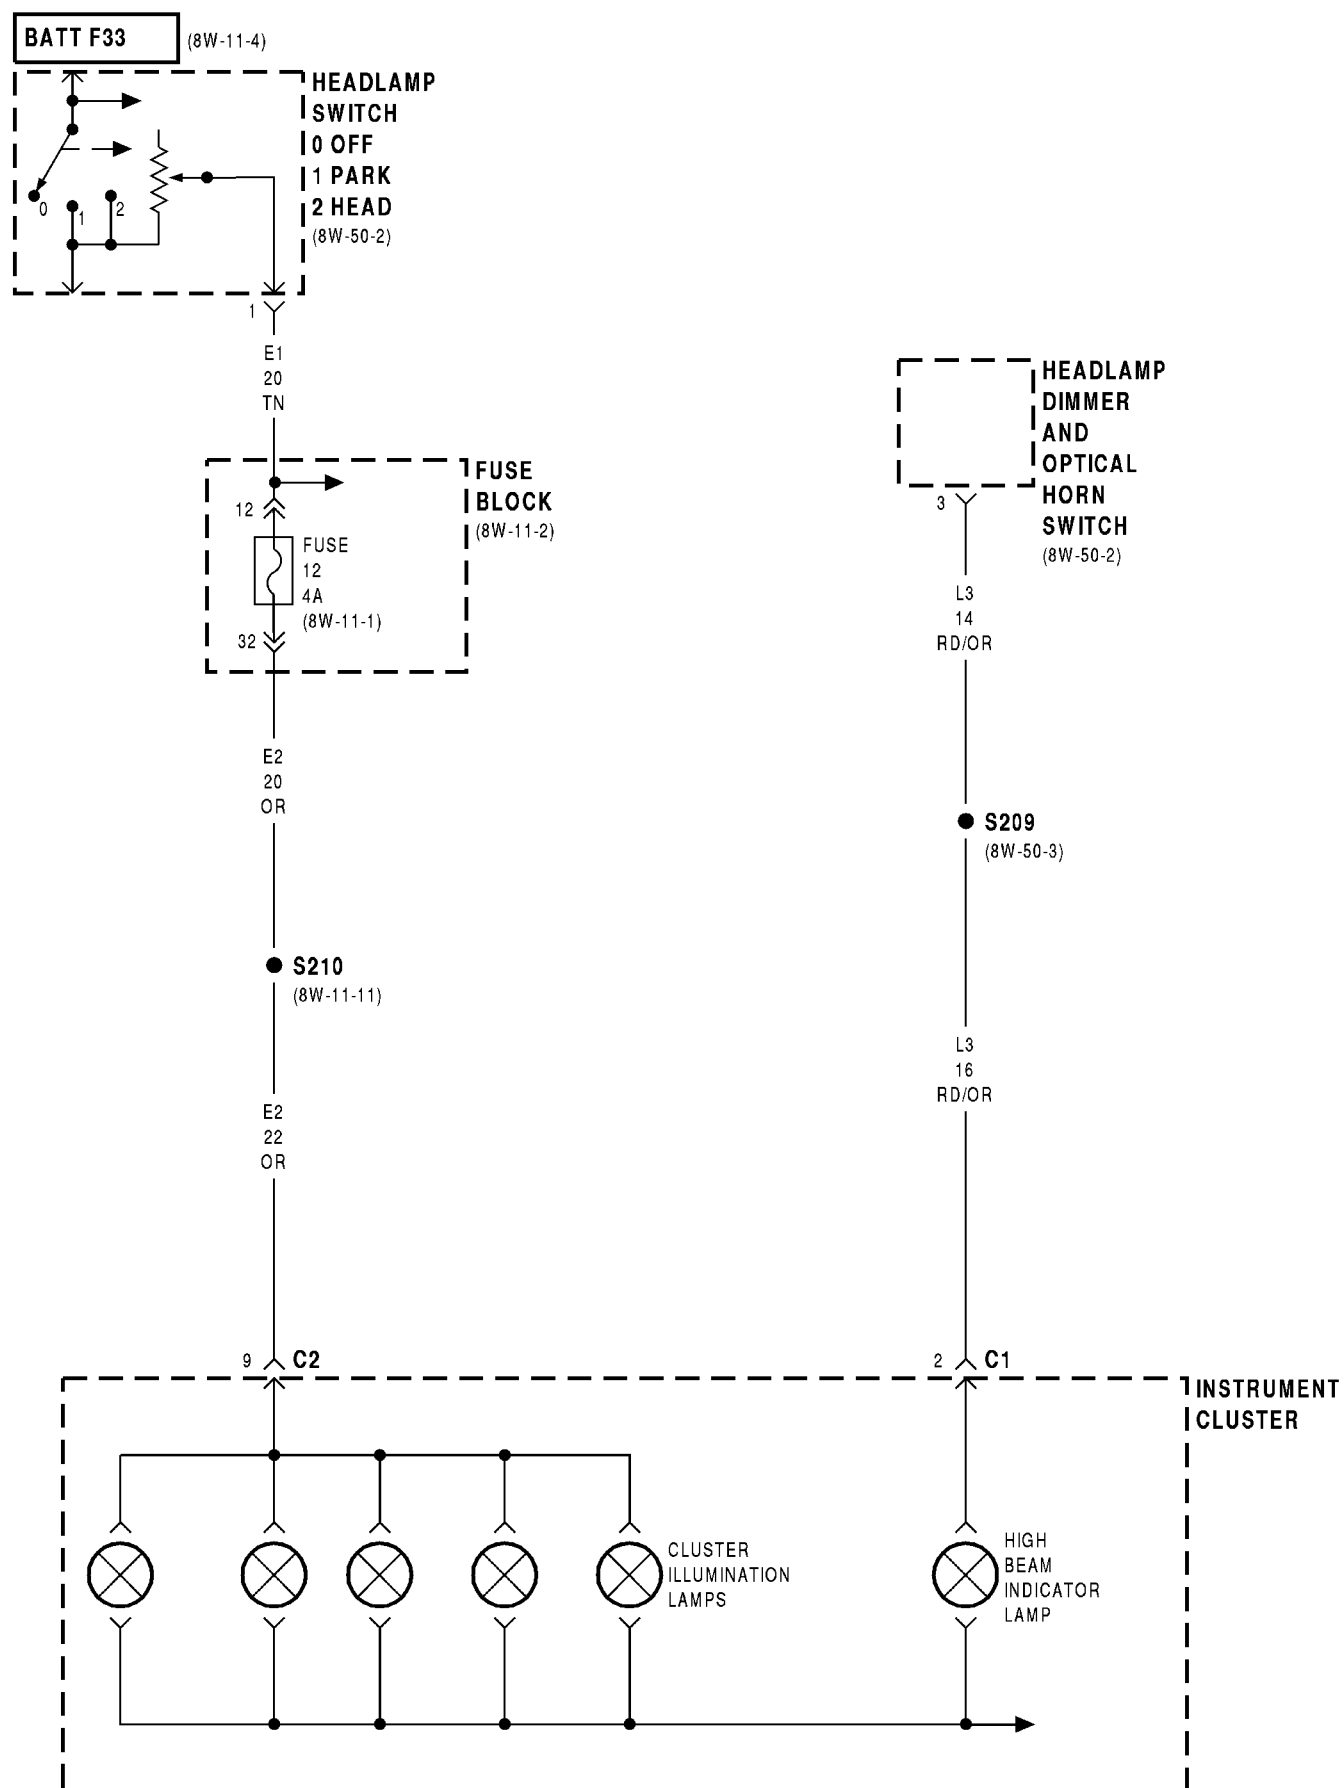 BATT F33
(8W-11-4)
HEADLAMP
SWITCH
0 OFF
1 PARK
2 HEAD
(8W-50-2)
0
1
2
1
E1
20
TN
FUSE
BLOCK
(8W-11-2)
12
FUSE
12
4A
(8W-11-1)
32
HEADLAMP
DIMMER
AND
OPTICAL
HORN
SWITCH
(8W-50-2)
3
L3
14
RD/OR
E2
20
OR
S209
(8W-50-3)
S210
(8W-11-11)
L3
16
RD/OR
E2
22
OR
9 C2
2 C1
INSTRUMENT
CLUSTER
CLUSTER
ILLUMINATION
LAMPS
HIGH
BEAM
INDICATOR
LAMP